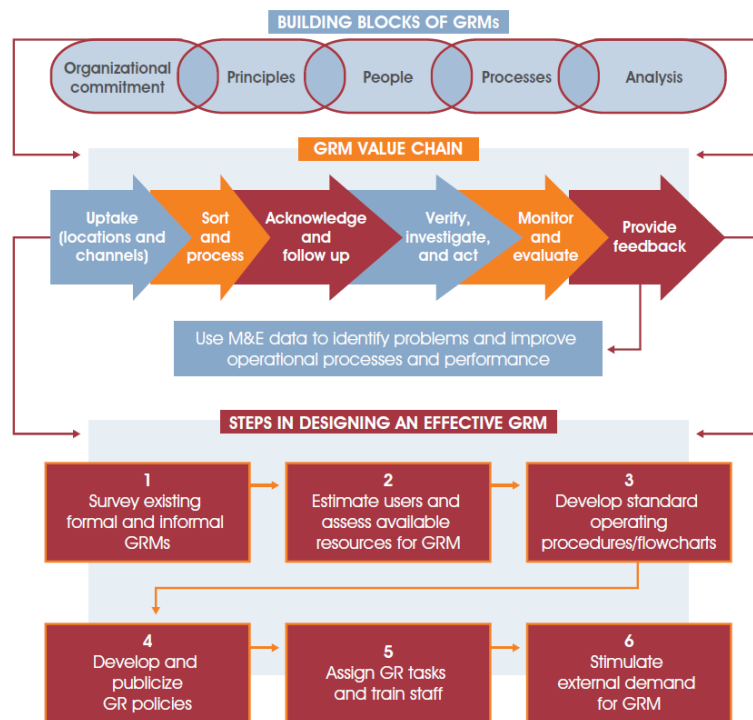 BUILDING BLOCKS OF GRMs
Organizational
commitment
Principles
People
Processes
Analysis
GRM VALUE CHAIN
Uptake
(locations and
channels)
Sort
and
process
Acknowledge
and
follow up
Verify,
investigate,
and act
Monitor
and
evaluate
Provide
feedback
Use M&E data to identify problems and improve
operational processes and performance
STEPS IN DESIGNING AN EFFECTIVE GRM
1
Survey existing
formal and informal
GRMs
2
Estimate users and
assess available
resources for GRM
3
Develop standard
operating
procedures/flowcharts
4
Develop and
publicize
GR policies
5
Assign GR tasks
and train staff
6
Stimulate
external demand
for GRM